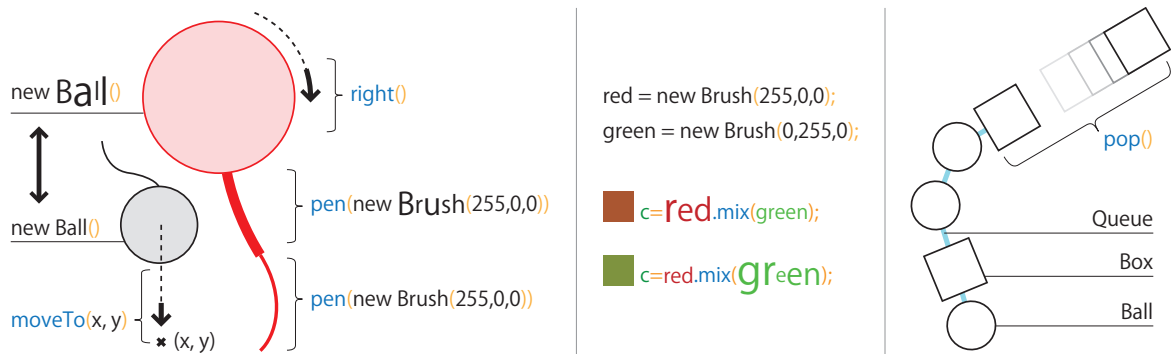 new Ball()
right()
pen(new Brush(255,0,0))
new Ball()
pen(new Brush(255,0,0))
moveTo(x, y)
(x, y)
red = new Brush(255,0,0);
green = new Brush(0,255,0);
c=red.mix(green);
c=red.mix(green);
pop()
Queue
Box
Ball